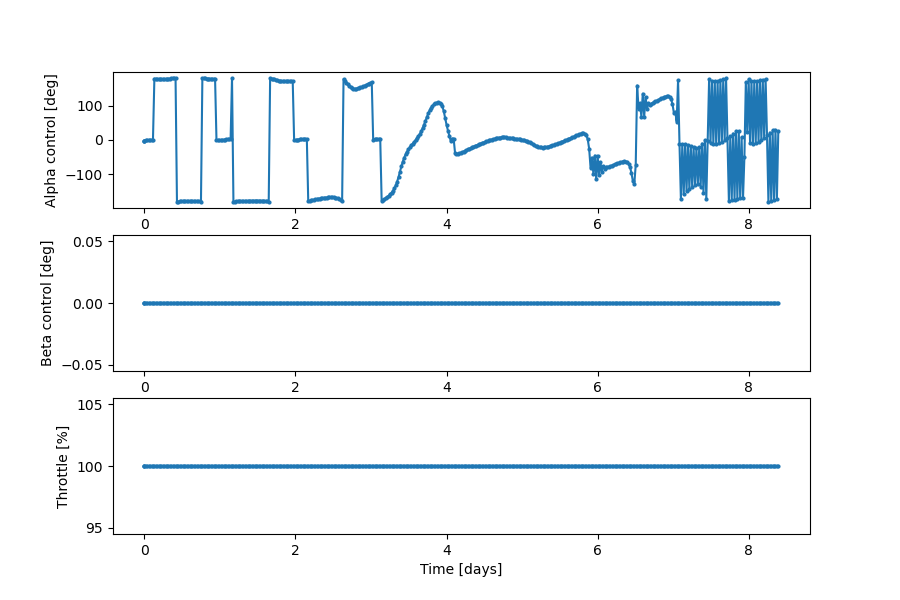 Alpha control [deg]
100
0
−100
0 2 4 6 8
Beta control [deg]
0.05
0.00
−0.05
0 2 4 6 8
Throttle [%]
105
100
95
0 2 4 6 8
Time [days]